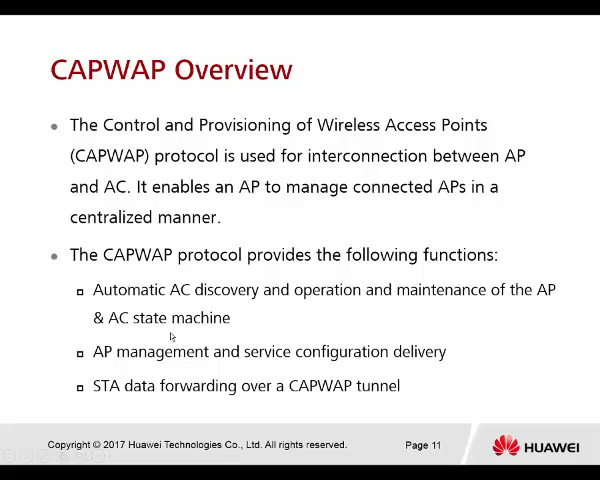 CAPWAP Overview
● The Control and Provisioning of Wireless Access Points
(CAPWAP) protocol is used for interconnection between AP
and AC. It enables an AP to manage connected APs in a
centralized manner.
● The CAPWAP protocol provides the following functions:
□ Automatic AC discovery and operation and maintenance of the AP
& AC state machine
□ AP management and service configuration delivery
□ STA data forwarding over a CAPWAP tunnel
Copyright © 2017 Huawei Technologies Co., Ltd. All rights reserved.
Page 11
HUAWEI